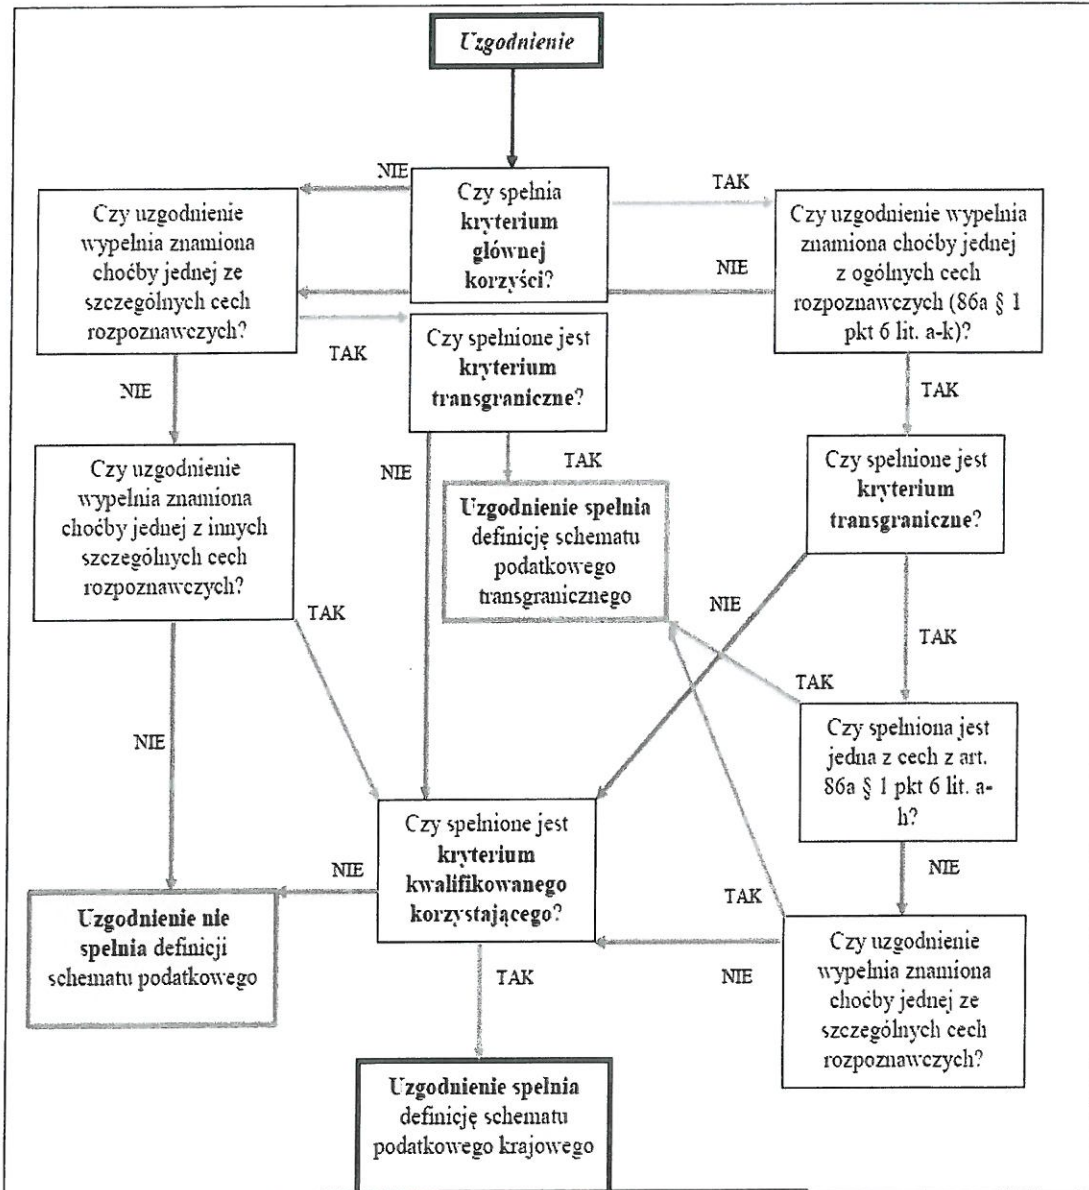 Uzgodnienie
NIE
Czy spełnia
kryterium
głównej
korzyści?
TAK
Czy uzgodnienie
wypełnia znamiona
choćby jednej ze
szczególnych cech
rozpoznawczych?
Czy uzgodnienie wypełnia
znamiona choćby jednej
z ogólnych cech
rozpoznawczych (86a § 1
pkt 6 lit. a-k)?
NIE
TAK
Czy spełnione jest
kryterium
transgraniczne?
NIE
TAK
Czy uzgodnienie
wypełnia znamiona
choćby jednej z innych
szczególnych cech
rozpoznawczych?
NIE
TAK
Uzgodnienie spełnia
definicję schematu
podatkowego
transgranicznego
Czy spełnione jest
kryterium
transgraniczne?
TAK
NIE
TAK
NIE
TAK
Czy spełniona jest
jedna z cech z art.
86a § 1 pkt 6 lit. a-
h?
Czy spełnione jest
kryterium
kwalifikowanego
korzystającego?
NIE
NIE
TAK
Uzgodnienie nie
spełnia definicji
schematu podatkowego
TAK
NIE
Czy uzgodnienie
wypełnia znamiona
choćby jednej ze
szczególnych cech
rozpoznawczych?
Uzgodnienie spełnia
definicję schematu
podatkowego krajowego